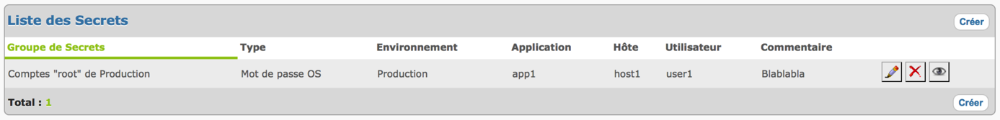 Liste des Secrets Créer
Groupe de Secrets Type Environnement Application Hôte Utilisateur Commentaire
Comptes "root" de Production Mot de passe OS Production app1 host1 user1 Blablabla
Total : 1 Créer